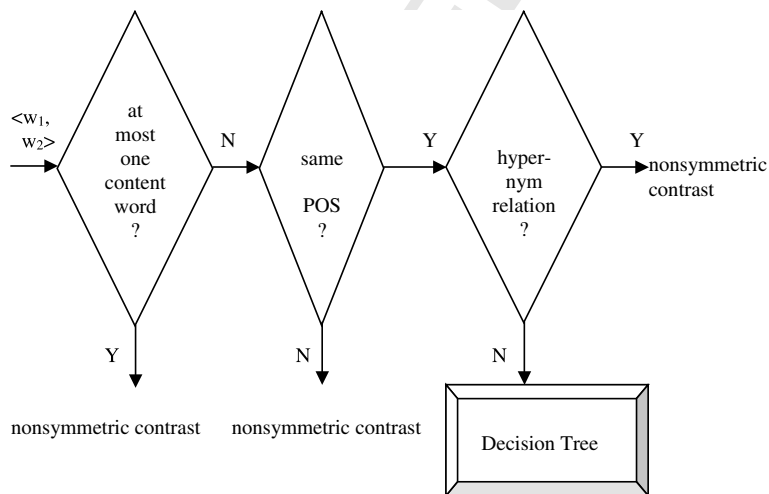 <w1,
w2>
at
most
one
content
word
?
N
same
POS
?
Y
hyper-
nym
relation
?
Y
nonsymmetric
contrast
Y
nonsymmetric contrast
N
nonsymmetric contrast
N
Decision Tree